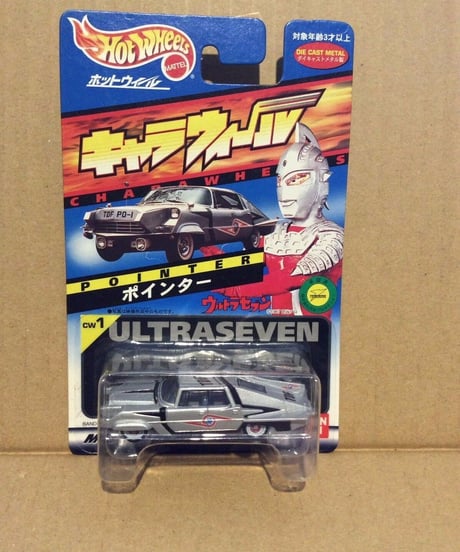 HOT WHEELS
MATTEL
ホットウィール
対象年齢3才以上
DIE CAST METAL
ダイキャストメタル製
キャラウィール
CHARAWHEELS
TDF PO-1
POINTER
ポインター
ウルトラセブン
CW1
ULTRASEVEN